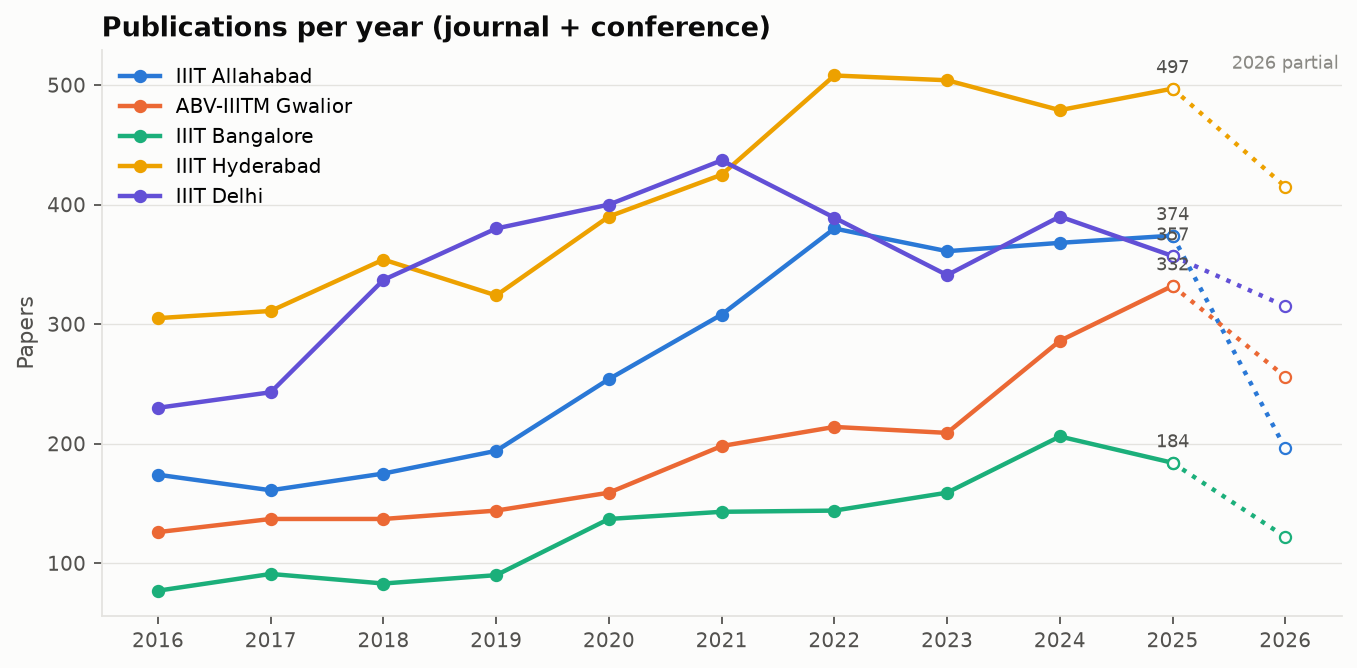 Publications per year (journal + conference)
IIIT Allahabad
ABV-IIITM Gwalior
IIIT Bangalore
IIIT Hyderabad
IIIT Delhi
2026 partial
497
374
357
332
184
Papers
500
400
300
200
100
2016 2017 2018 2019 2020 2021 2022 2023 2024 2025 2026